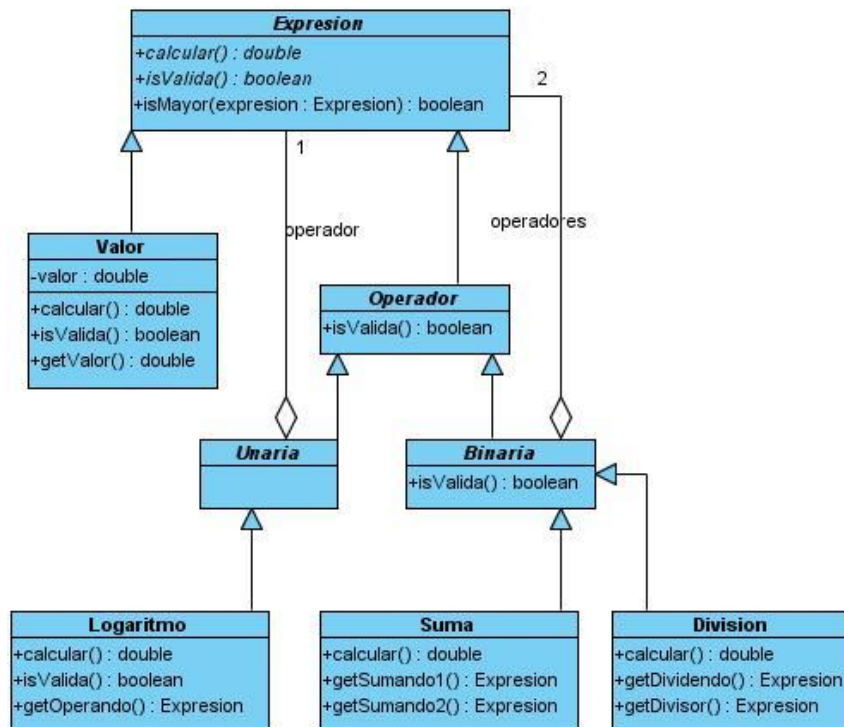 Expresion
+calcular() : double
+isValida() : boolean
+isMayor(expresion : Expresion) : boolean
2
1
operador
operadores
Valor
-valor : double
+calcular() : double
+isValida() : boolean
+getValor() : double
Operador
+isValida() : boolean
Unaria
Binaria
+isValida() : boolean
Logaritmo
+calcular() : double
+isValida() : boolean
+getOperando() : Expresion
Suma
+calcular() : double
+getSumando1() : Expresion
+getSumando2() : Expresion
Division
+calcular() : double
+getDividendo() : Expresion
+getDivisor() : Expresion